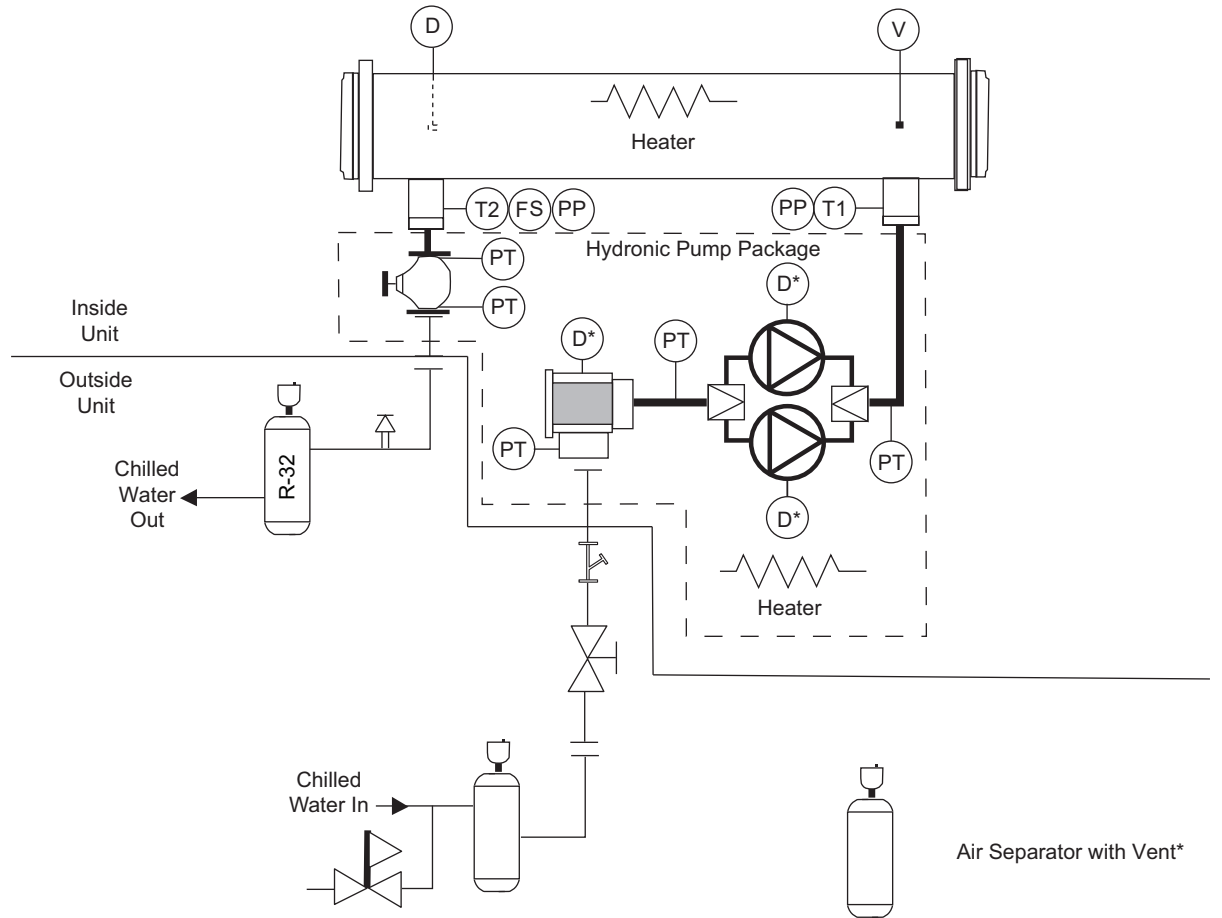 D
V
Heater
T2 FS PP
PP T1
Hydronic Pump Package
PT
PT
D*
Inside
Unit
D*
PT
Outside
Unit
PT
PT
R-32
Chilled
Water
Out
D*
Heater
Chilled
Water In
Air Separator with Vent*